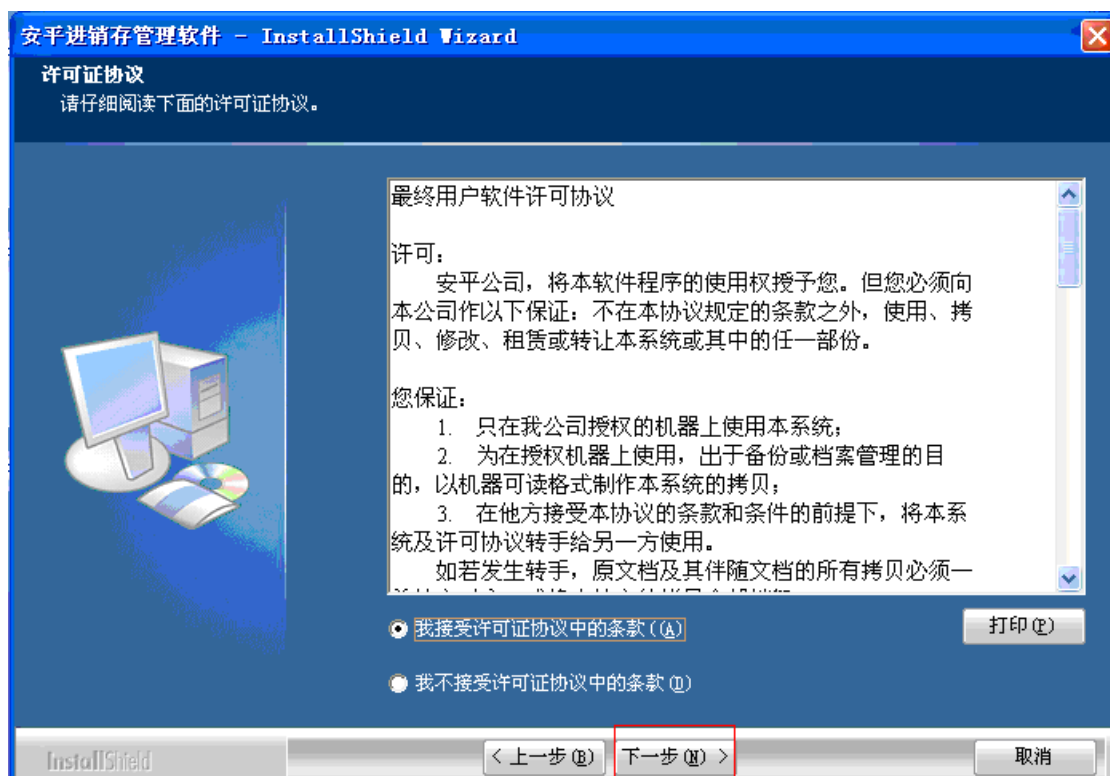 安平进销存管理软件 - InstallShield Wizard
许可证协议
请仔细阅读下面的许可证协议。
最终用户软件许可协议
许可：
安平公司，将本软件程序的使用权授予您。但您必须向
本公司作以下保证：不在本协议规定的条款之外，使用、拷
贝、修改、租赁或转让本系统或其中的任一部份。
您保证：
1. 只在我公司授权的机器上使用本系统；
2. 为在授权机器上使用，出于备份或档案管理的目
的，以机器可读格式制作本系统的拷贝；
3. 在他方接受本协议的条款和条件的前提下，将本系
统及许可协议转手给另一方使用。
如若发生转手，原文档及其伴随文档的所有拷贝必须一
我接受许可证协议中的条款((A)
打印(P)
我不接受许可证协议中的条款(D)
InstallShield
< 上一步(B)
下一步(N) >
取消